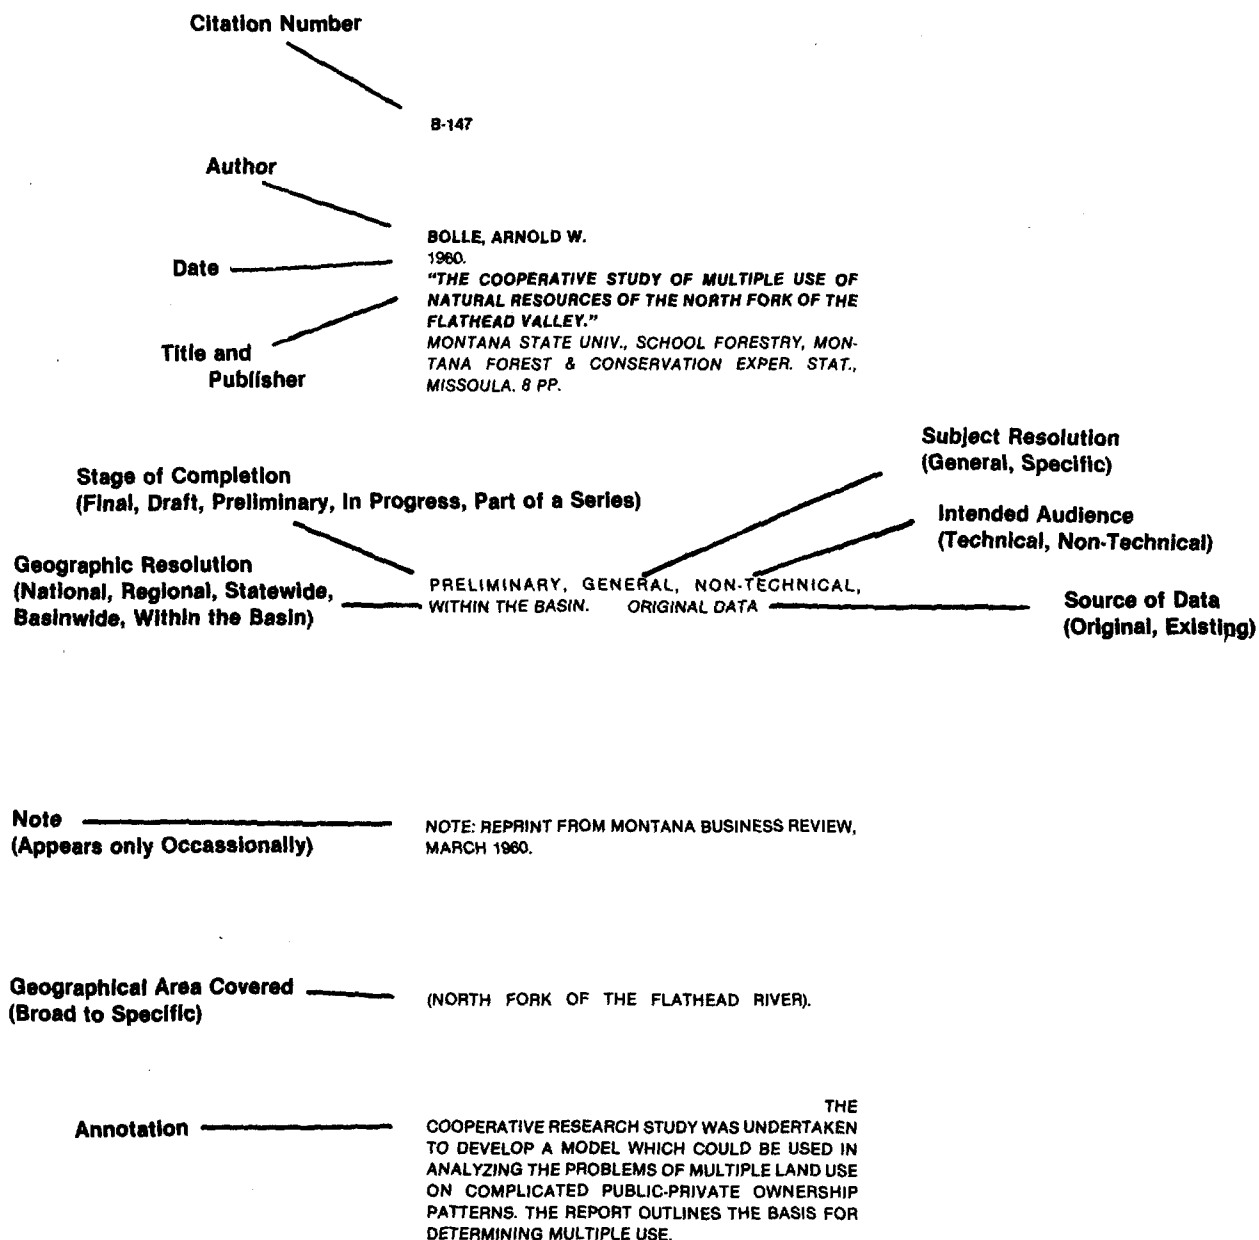 Citation Number
B-147
Author
BOLLE, ARNOLD W.
Date
1960.
"THE COOPERATIVE STUDY OF MULTIPLE USE OF
NATURAL RESOURCES OF THE NORTH FORK OF THE
FLATHEAD VALLEY."
Title and
Publisher
MONTANA STATE UNIV., SCHOOL FORESTRY, MON-
TANA FOREST & CONSERVATION EXPER. STAT.,
MISSOULA. 8 PP.
Subject Resolution
(General, Specific)
Stage of Completion
(Final, Draft, Preliminary, In Progress, Part of a Series)
Intended Audience
(Technical, Non-Technical)
Geographic Resolution
(National, Regional, Statewide,
Basinwide, Within the Basin)
PRELIMINARY, GENERAL, NON-TECHNICAL,
WITHIN THE BASIN. ORIGINAL DATA
Source of Data
(Original, Existing)
Note
(Appears only Occassionally)
NOTE: REPRINT FROM MONTANA BUSINESS REVIEW,
MARCH 1960.
Geographical Area Covered
(Broad to Specific)
(NORTH FORK OF THE FLATHEAD RIVER).
Annotation
THE
COOPERATIVE RESEARCH STUDY WAS UNDERTAKEN
TO DEVELOP A MODEL WHICH COULD BE USED IN
ANALYZING THE PROBLEMS OF MULTIPLE LAND USE
ON COMPLICATED PUBLIC-PRIVATE OWNERSHIP
PATTERNS. THE REPORT OUTLINES THE BASIS FOR
DETERMINING MULTIPLE USE.